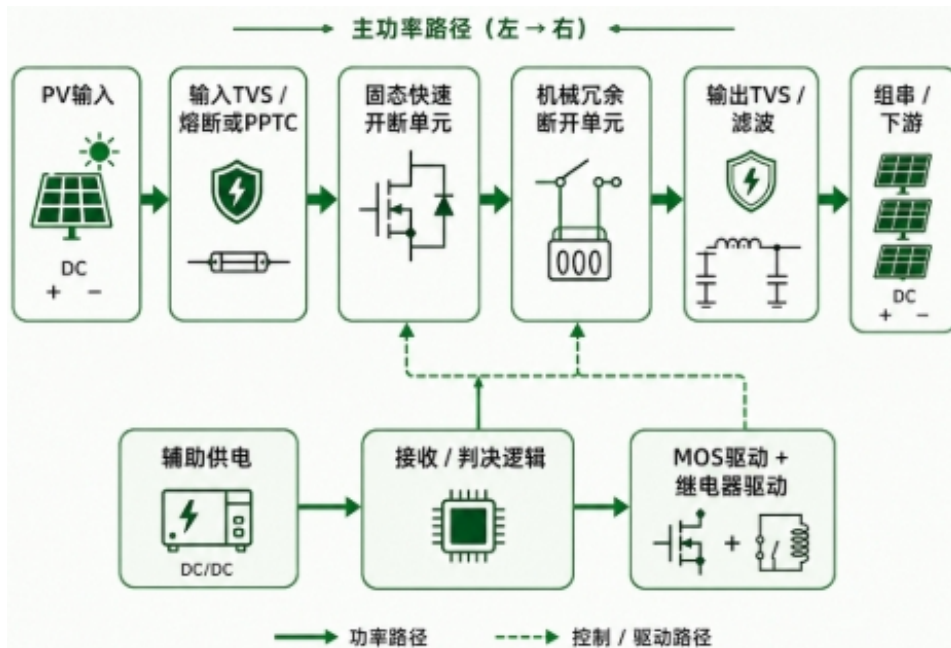 主功率路径（左→右）
PV输入
DC
+ −
输入TVS /
熔断或PPTC
固态快速
开断单元
机械冗余
断开单元
输出TVS /
滤波
组串 /
下游
DC
+ −
辅助供电
DC/DC
接收 / 判决逻辑
MOS驱动 +
继电器驱动
+
功率路径
控制 / 驱动路径